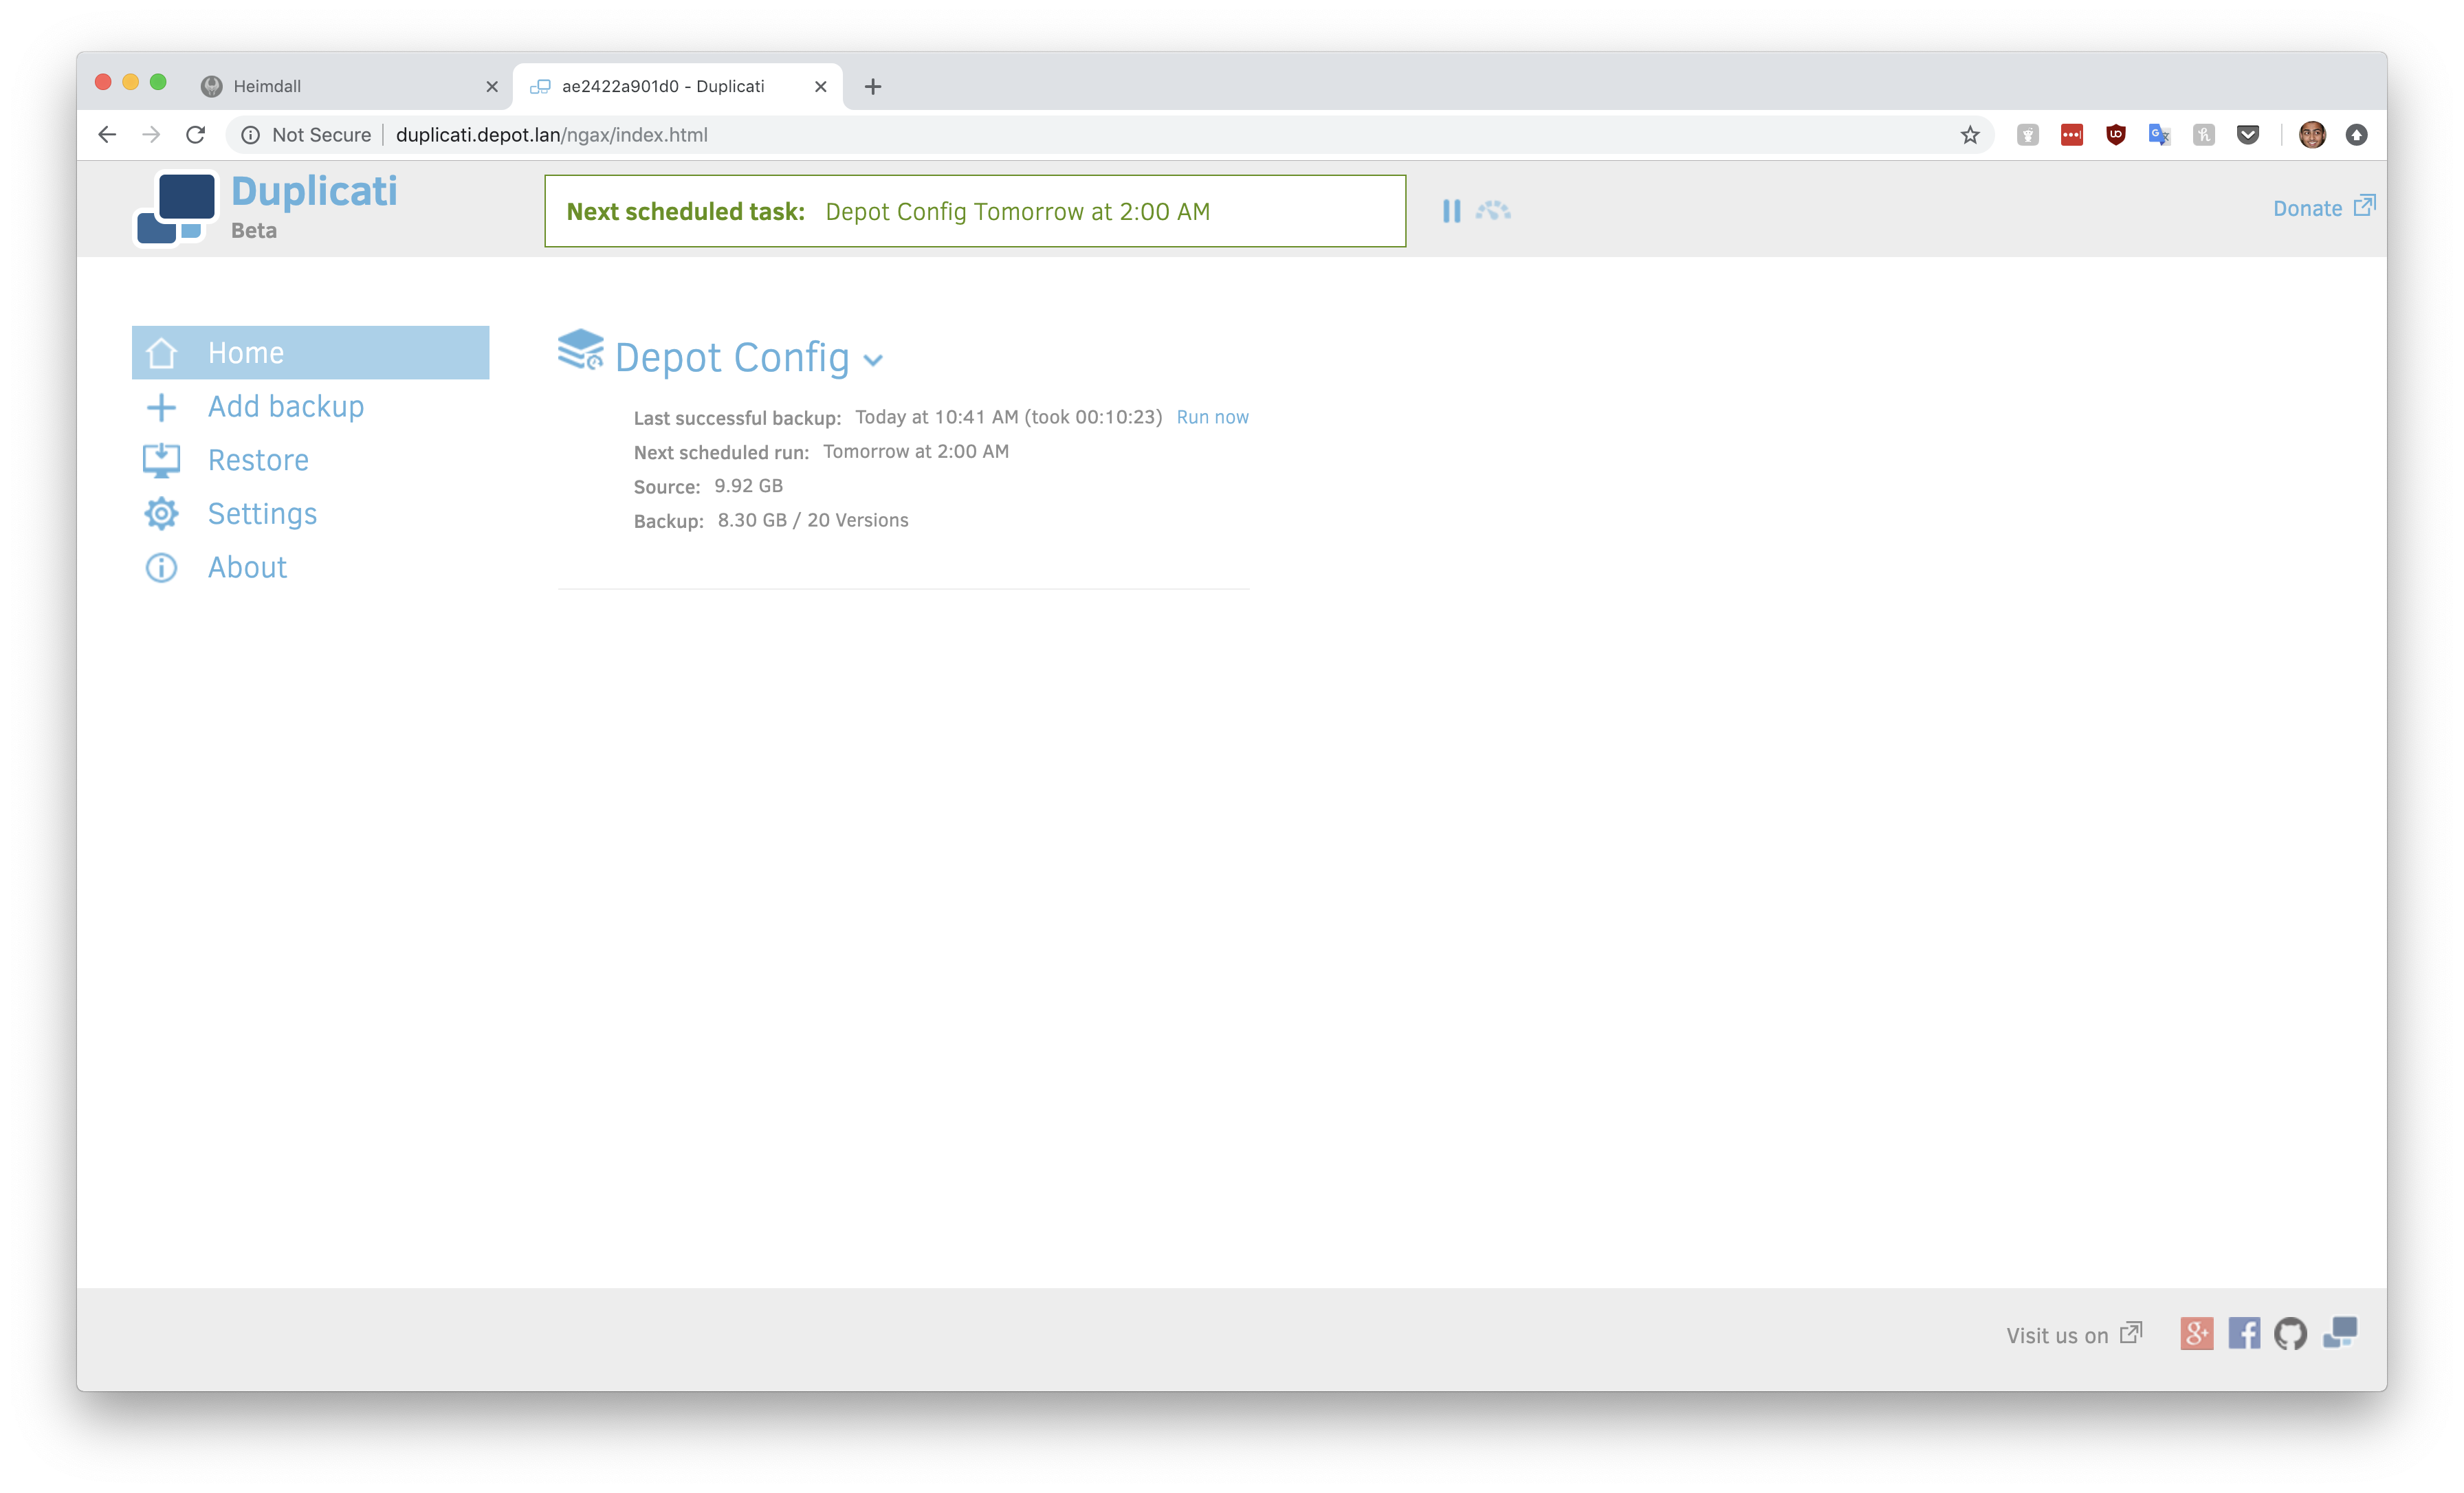 Heimdall
ae2422a901d0 - Duplicati
Not Secure
duplicati.depot.lan/ngax/index.html
Duplicati
Beta
Next scheduled task: Depot Config Tomorrow at 2:00 AM
Donate
Home
Add backup
Restore
Settings
About
Depot Config
Last successful backup: Today at 10:41 AM (took 00:10:23) Run now
Next scheduled run: Tomorrow at 2:00 AM
Source: 9.92 GB
Backup: 8.30 GB / 20 Versions
Visit us on